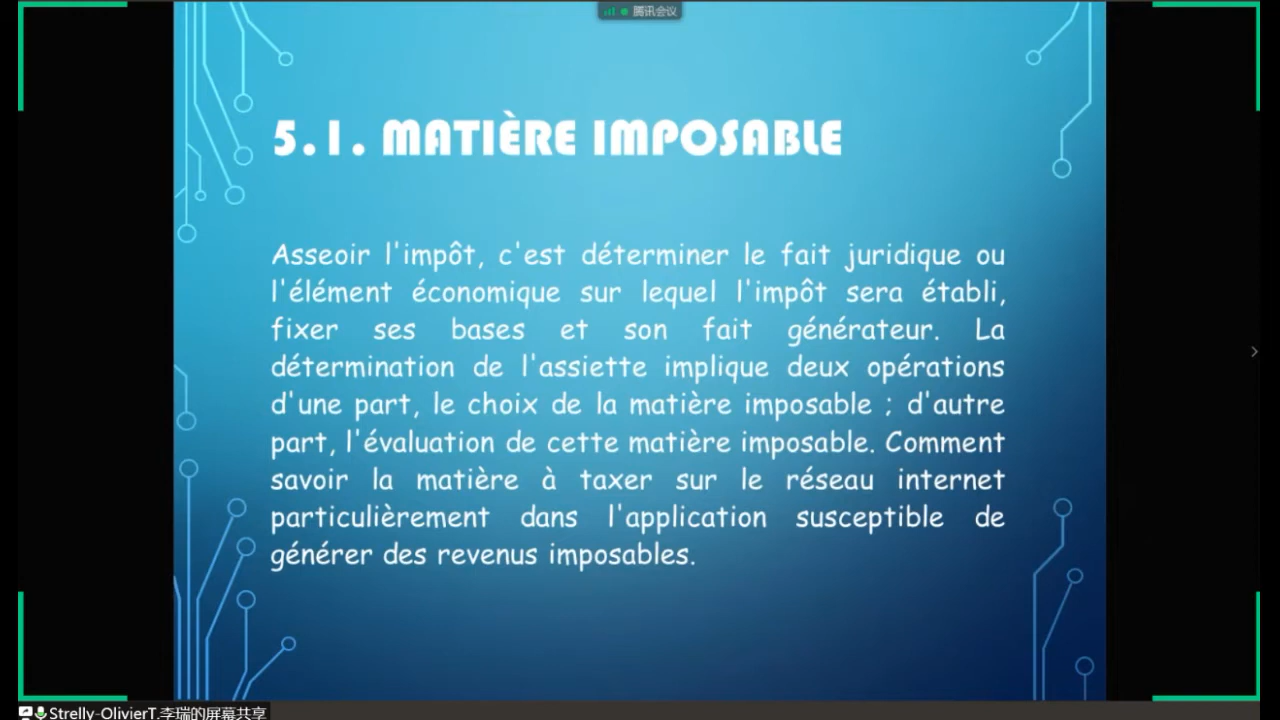 腾讯会议
5.1. MATIÈRE IMPOSABLE
Asseoir l'impôt, c'est déterminer le fait juridique ou
l'élément économique sur lequel l'impôt sera établi,
fixer ses bases et son fait générateur. La
détermination de l'assiette implique deux opérations
d'une part, le choix de la matière imposable ; d'autre
part, l'évaluation de cette matière imposable. Comment
savoir la matière à taxer sur le réseau internet
particulièrement dans l'application susceptible de
générer des revenus imposables.
Strelly-OlivierT.李瑞的屏幕共享